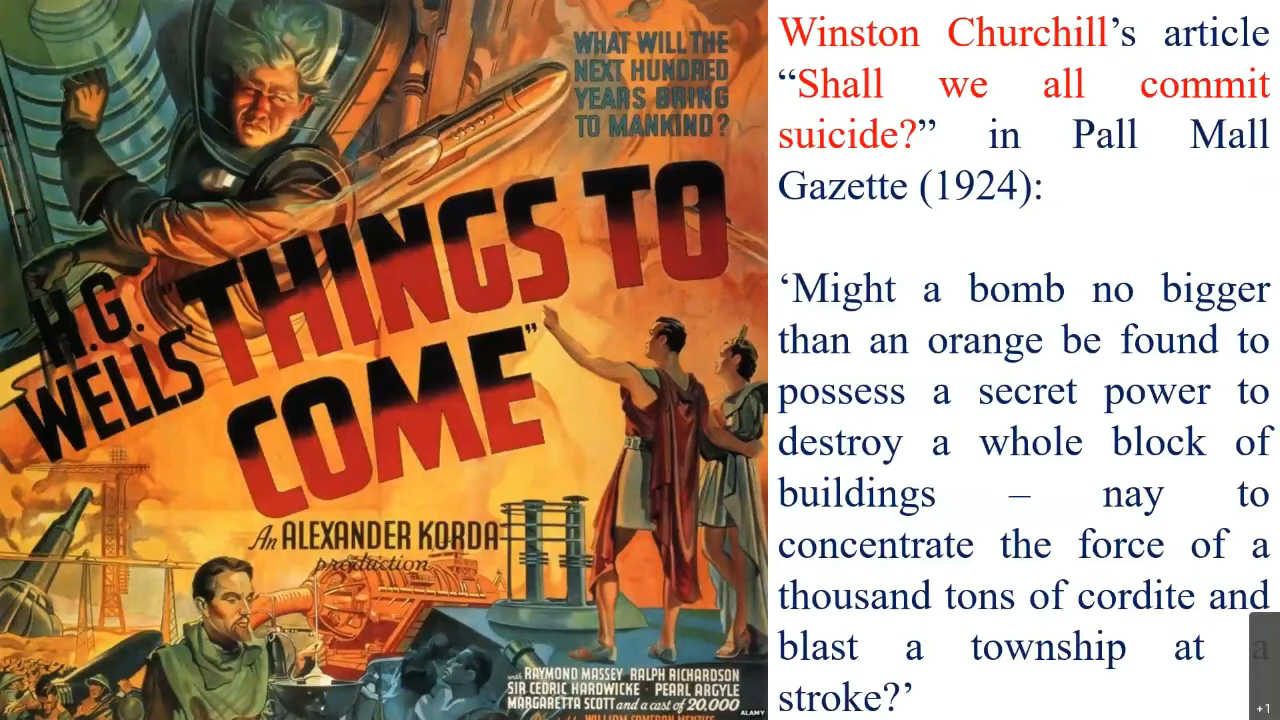 WHAT WILL THE
NEXT HUNDRED
YEARS BRING
TO MANKIND?
H.G.
WELLS'
"THINGS TO
COME"
An ALEXANDER KORDA
production
with RAYMOND MASSEY RALPH RICHARDSON
SIR CEDRIC HARDWICKE · PEARL ARGYLE
MARGARETTA SCOTT and a cast of 20,000
WILLIAM CAMERON MENZIES
ALAMY
Winston Churchill’s article
“Shall we all commit
suicide?” in Pall Mall
Gazette (1924):
‘Might a bomb no bigger
than an orange be found to
possess a secret power to
destroy a whole block of
buildings – nay to
concentrate the force of a
thousand tons of cordite and
blast a township at a
stroke?’
+1